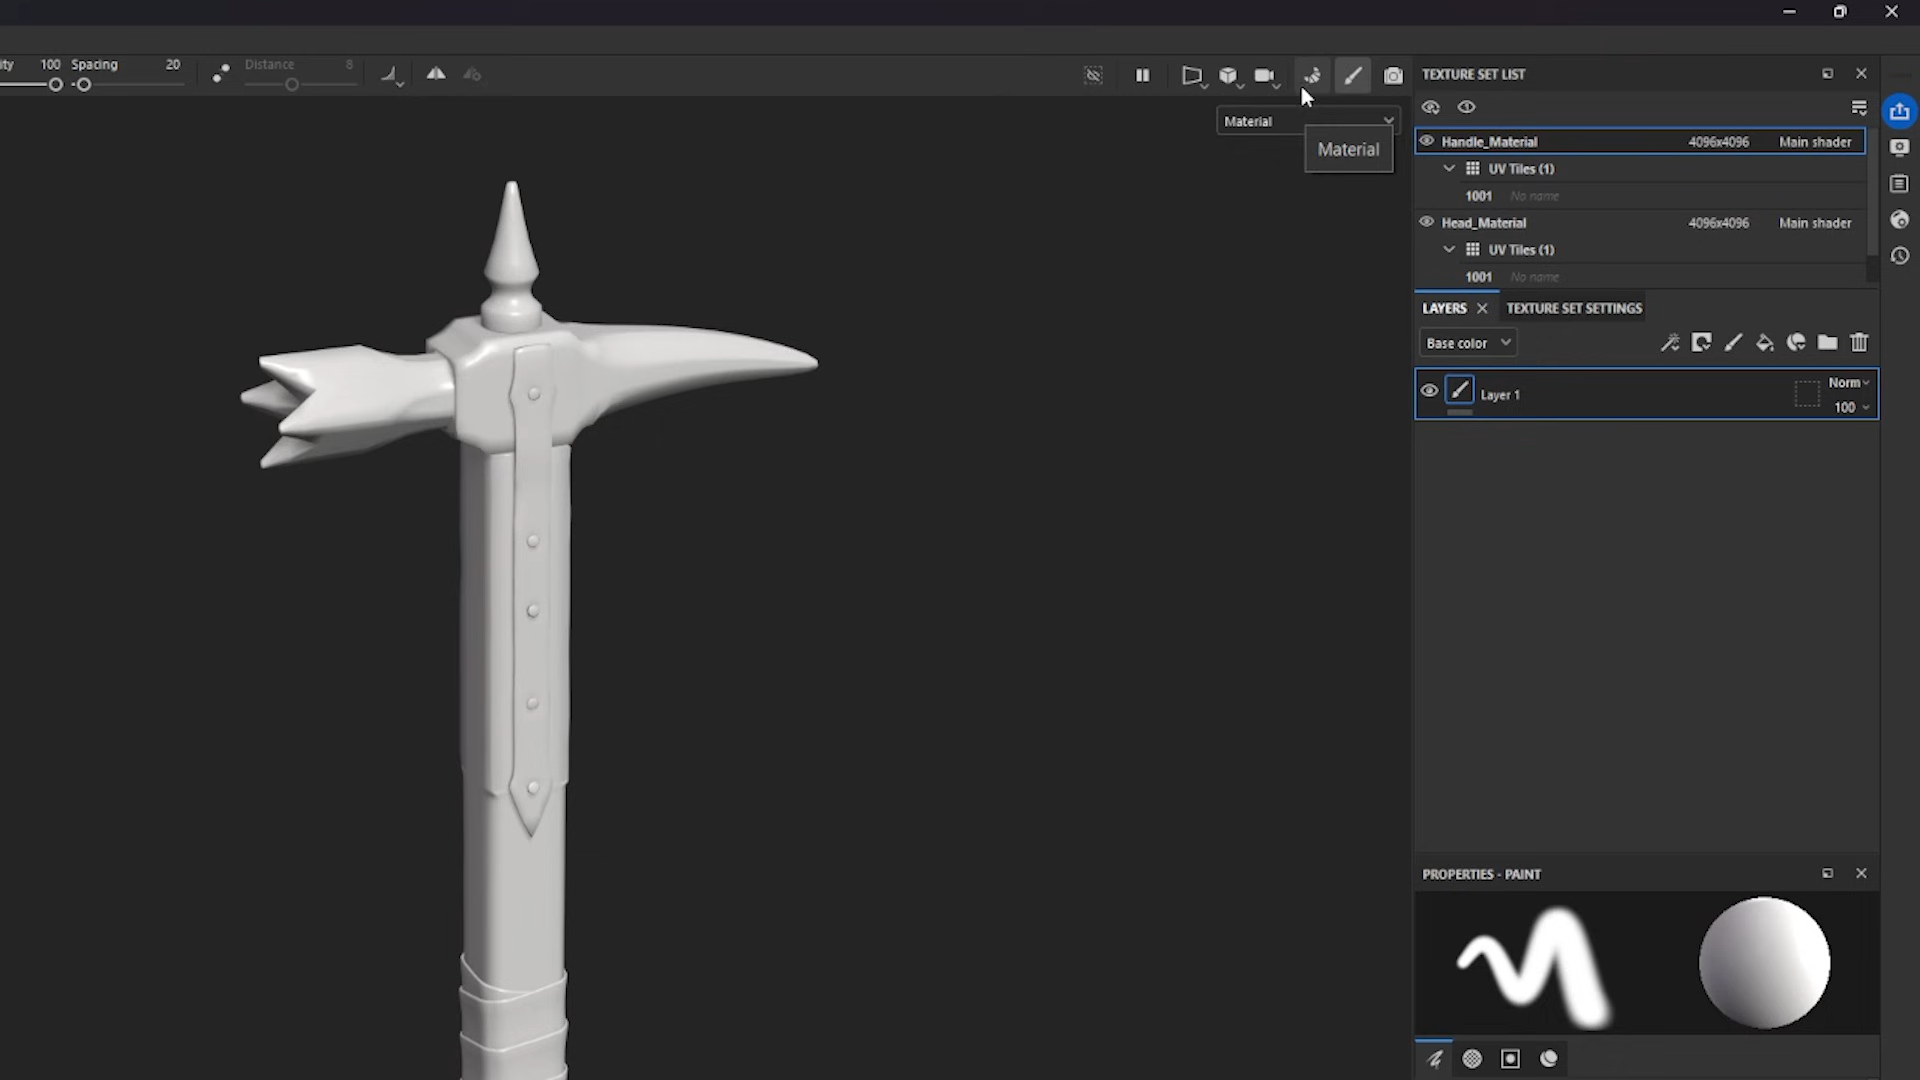 ity 100 Spacing 20 Distance 8
Material
Material
TEXTURE SET LIST
Handle_Material 4096x4096 Main shader
UV Tiles (1)
1001 No name
Head_Material 4096x4096 Main shader
UV Tiles (1)
1001 No name
LAYERS TEXTURE SET SETTINGS
Base color
Layer 1 Norm
100
PROPERTIES - PAINT